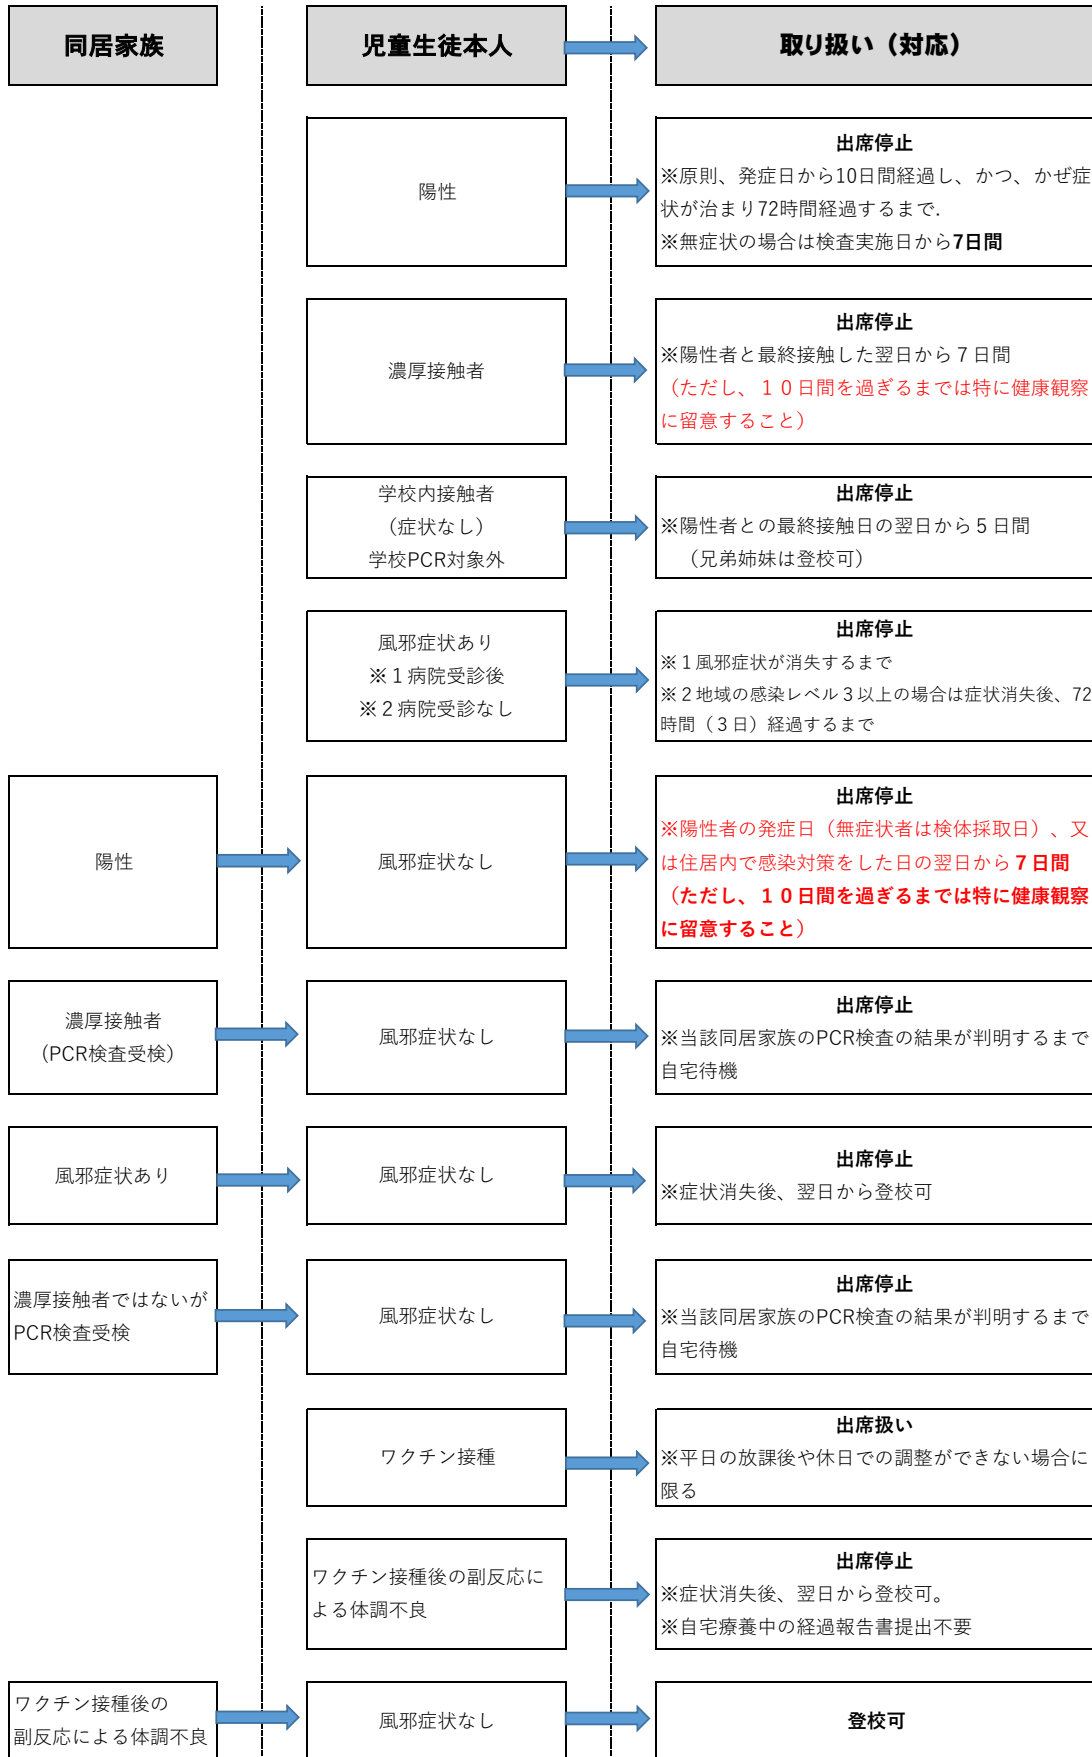 同居家族
児童生徒本人
取り扱い（対応）
陽性
出席停止
※原則、発症日から10日間経過し、かつ、かぜ症
状が治まり72時間経過するまで.
※無症状の場合は検査実施日から7日間
濃厚接触者
出席停止
※陽性者と最終接触した翌日から７日間
（ただし、１０日間を過ぎるまでは特に健康観察
に留意すること）
学校内接触者
（症状なし）
学校PCR対象外
出席停止
※陽性者との最終接触日の翌日から５日間
（兄弟姉妹は登校可）
風邪症状あり
※１病院受診後
※２病院受診なし
出席停止
※１風邪症状が消失するまで
※２地域の感染レベル３以上の場合は症状消失後、72
時間（３日）経過するまで
陽性
風邪症状なし
出席停止
※陽性者の発症日（無症状者は検体採取日）、又
は住居内で感染対策をした日の翌日から７日間
（ただし、１０日間を過ぎるまでは特に健康観察
に留意すること）
濃厚接触者
（PCR検査受検）
風邪症状なし
出席停止
※当該同居家族のPCR検査の結果が判明するまで
自宅待機
風邪症状あり
風邪症状なし
出席停止
※症状消失後、翌日から登校可
濃厚接触者ではないが
PCR検査受検
風邪症状なし
出席停止
※当該同居家族のPCR検査の結果が判明するまで
自宅待機
ワクチン接種
出席扱い
※平日の放課後や休日での調整ができない場合に
限る
ワクチン接種後の副反応に
よる体調不良
出席停止
※症状消失後、翌日から登校可。
※自宅療養中の経過報告書提出不要
ワクチン接種後の
副反応による体調不良
風邪症状なし
登校可